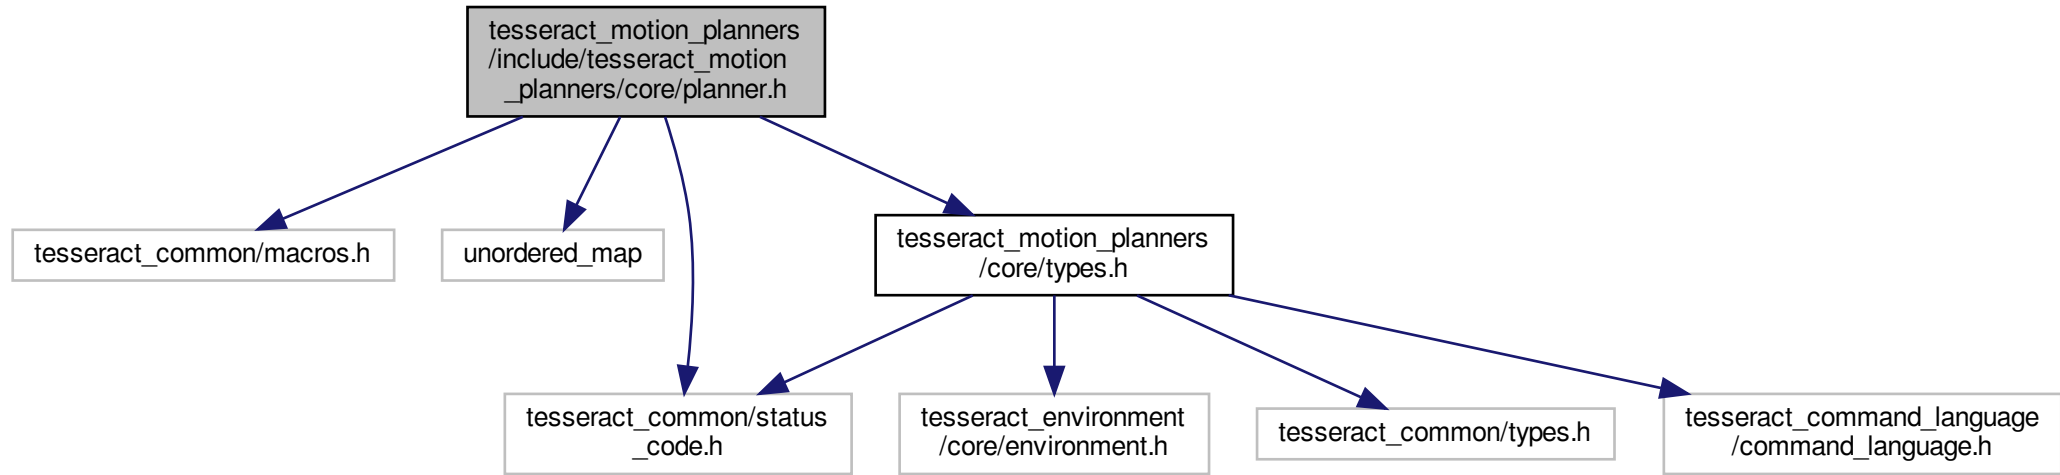 tesseract_motion_planners
/include/tesseract_motion
_planners/core/planner.h
tesseract_common/macros.h
unordered_map
tesseract_motion_planners
/core/types.h
tesseract_common/status
_code.h
tesseract_environment
/core/environment.h
tesseract_common/types.h
tesseract_command_language
/command_language.h